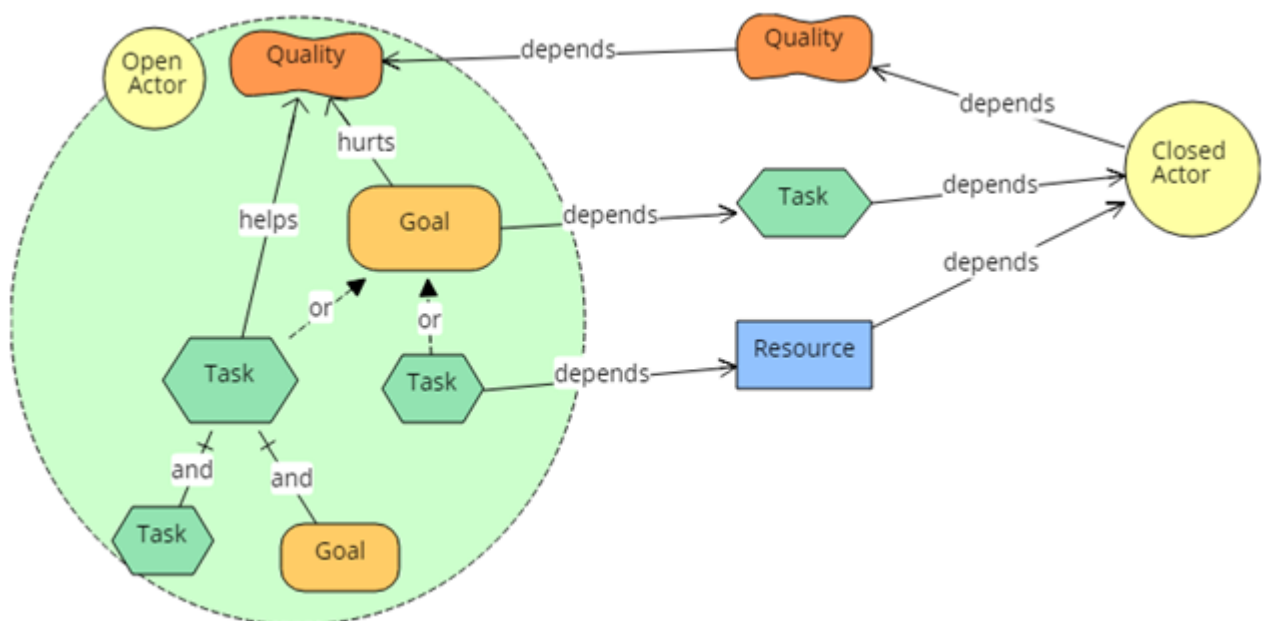 Open
Actor
Quality
depends
Quality
depends
Closed
Actor
hurts
helps
Goal
depends
Task
depends
depends
or
or
Task
Task
depends
Resource
and
and
Task
Goal